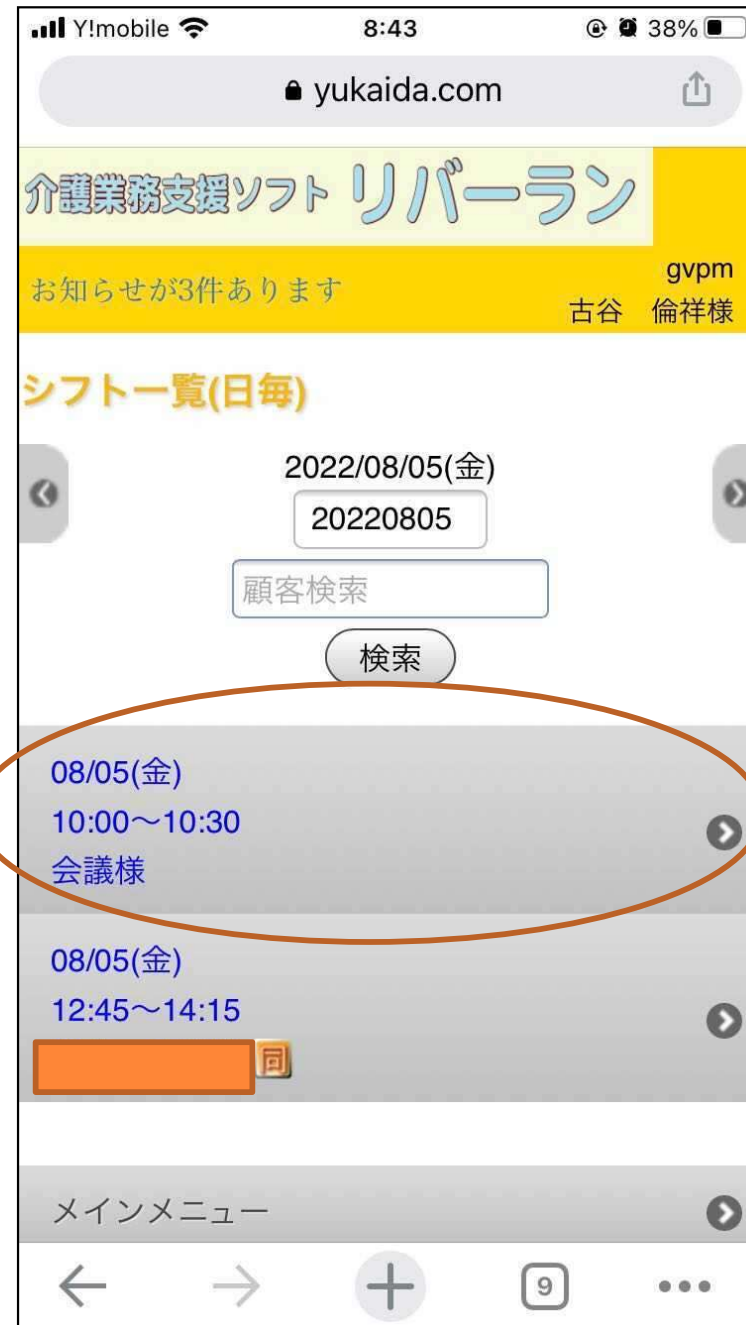 Y!mobile 8:43 38%
yukaida.com
介護業務支援ソフト リバーラン
お知らせが3件あります
gvpm
古谷 倫祥様
シフト一覧(日毎)
2022/08/05(金)
20220805
顧客検索
検索
08/05(金)
10:00～10:30
会議様
08/05(金)
12:45～14:15
同
メインメニュー
9